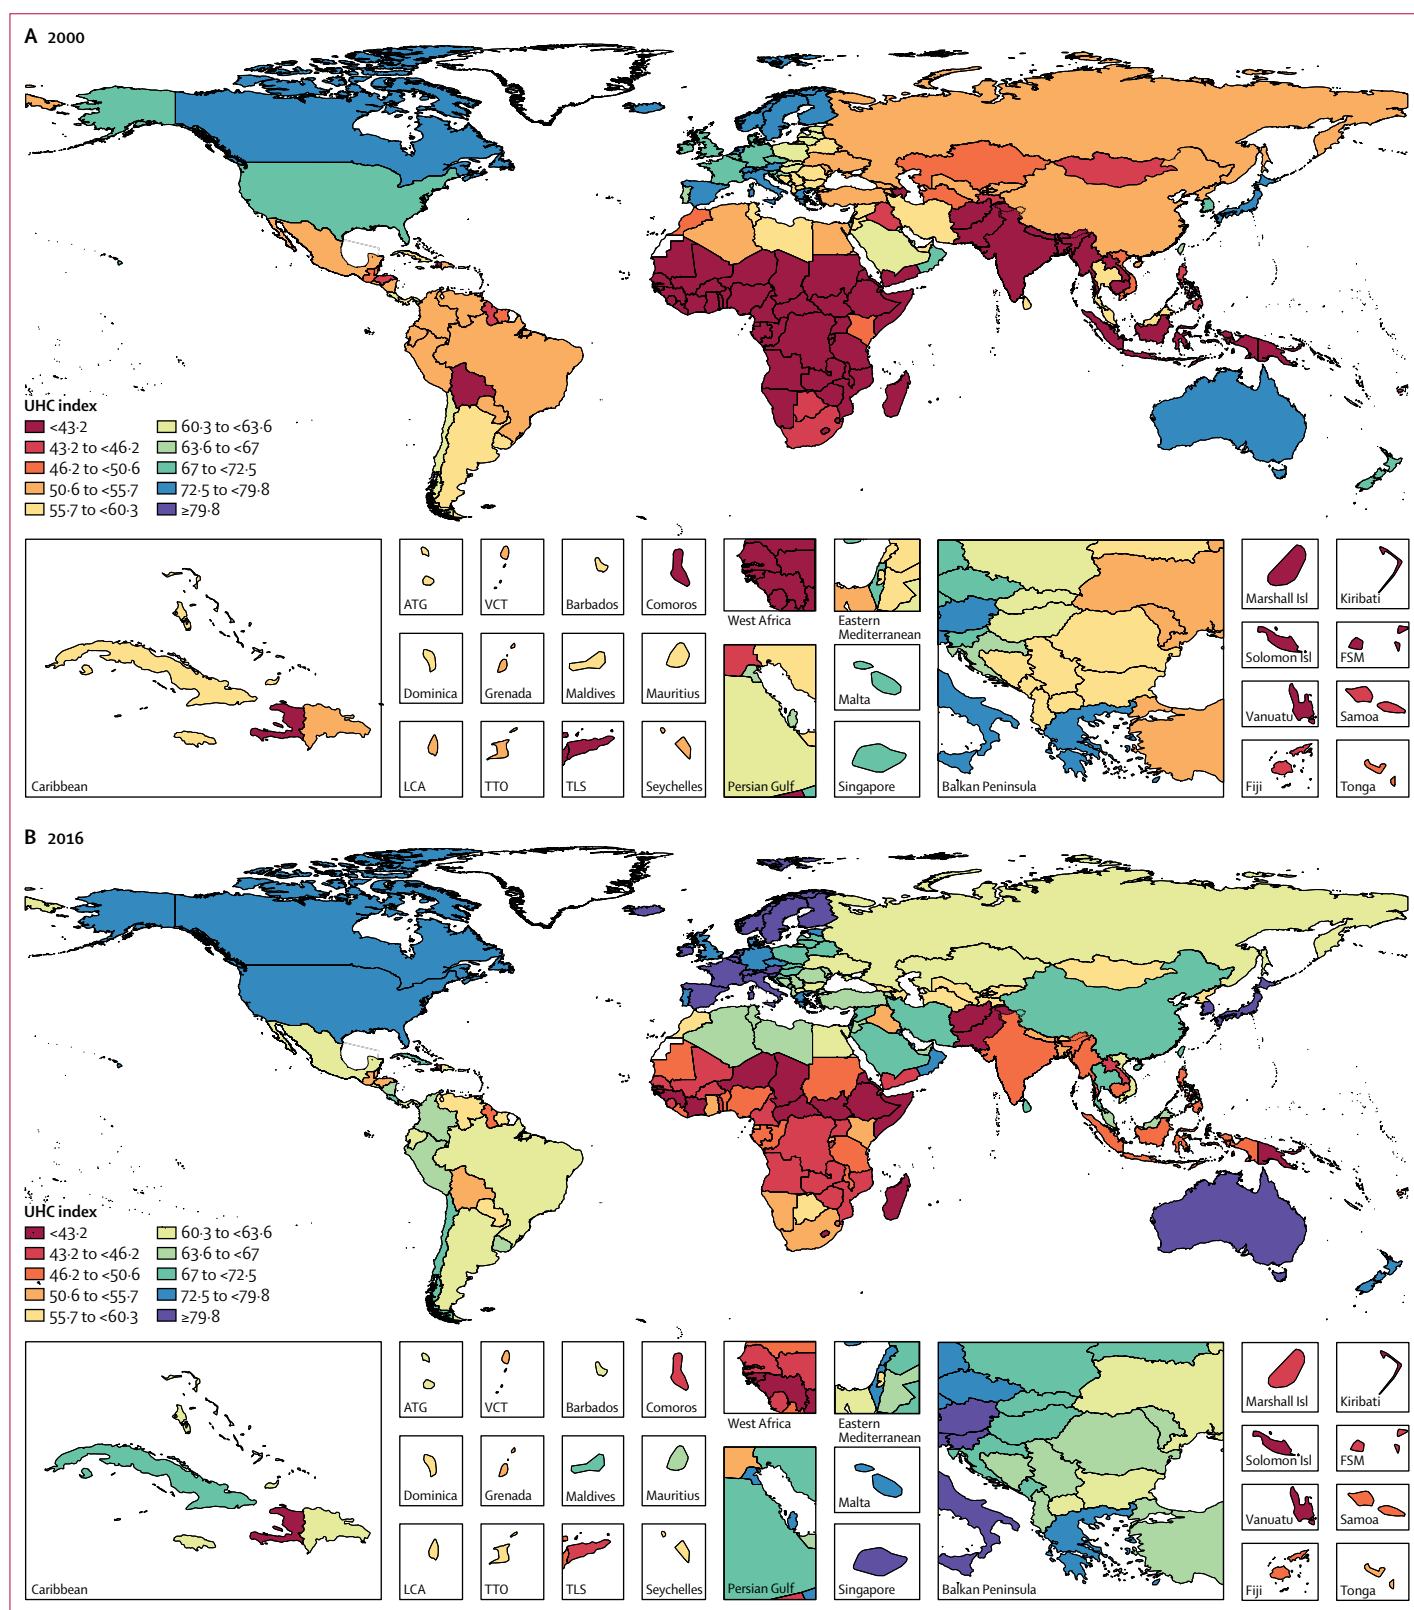 A 2000
UHC index
<43·2
43·2 to <46·2
46·2 to <50·6
50·6 to <55·7
55·7 to <60·3
60·3 to <63·6
63·6 to <67
67 to <72·5
72·5 to <79·8
≥79·8
Caribbean
ATG
VCT
Barbados
Comoros
Dominica
Grenada
Maldives
Mauritius
LCA
TTO
TLS
Seychelles
West Africa
Eastern
Mediterranean
Persian Gulf
Malta
Singapore
Balkan Peninsula
Marshall Isl
Kiribati
Solomon Isl
FSM
Vanuatu
Samoa
Fiji
Tonga
B 2016
UHC index
<43·2
43·2 to <46·2
46·2 to <50·6
50·6 to <55·7
55·7 to <60·3
60·3 to <63·6
63·6 to <67
67 to <72·5
72·5 to <79·8
≥79·8
Caribbean
ATG
VCT
Barbados
Comoros
Dominica
Grenada
Maldives
Mauritius
LCA
TTO
TLS
Seychelles
West Africa
Eastern
Mediterranean
Persian Gulf
Malta
Singapore
Balkan Peninsula
Marshall Isl
Kiribati
Solomon Isl
FSM
Vanuatu
Samoa
Fiji
Tonga